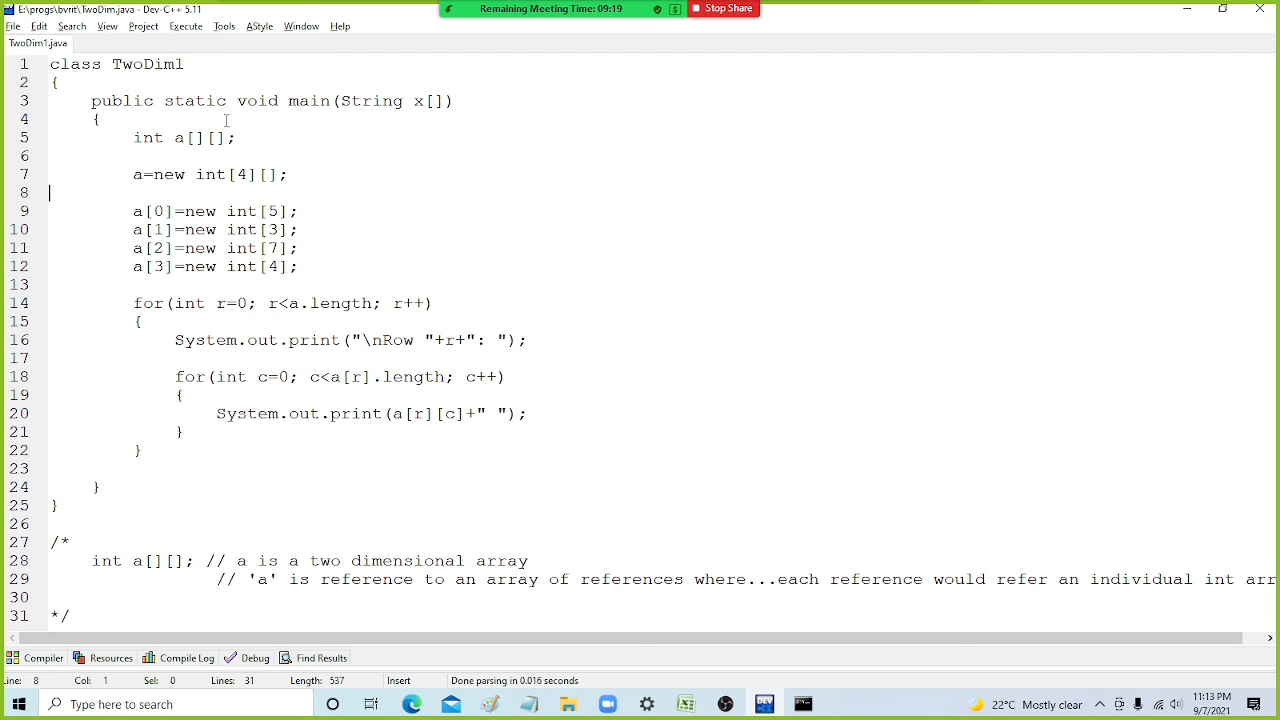 E:\progs\bvrit\TwoDim.java - Dev-C++ 5.11
Remaining Meeting Time: 09:19
Stop Share
File Edit Search View Project Execute Tools AStyle Window Help
TwoDim1.java
1 class TwoDim1
2 {
3 public static void main(String x[])
4 {
5 int a[][];
6
7 a=new int[4][];
8
9 a[0]=new int[5];
10 a[1]=new int[3];
11 a[2]=new int[7];
12 a[3]=new int[4];
13
14 for(int r=0; r<a.length; r++)
15 {
16 System.out.print("\nRow "+r+": ");
17
18 for(int c=0; c<a[r].length; c++)
19 {
20 System.out.print(a[r][c]+" ");
21 }
22 }
23
24 }
25 }
26
27 /*
28 int a[][]; // a is a two dimensional array
29 // 'a' is reference to an array of references where...each reference would refer an individual int arr
30
31 */
Compiler Resources Compile Log Debug Find Results
Line: 8 Col: 1 Sel: 0 Lines: 31 Length: 537 Insert Done parsing in 0.016 seconds
Type here to search
22°C Mostly clear
11:13 PM
9/7/2021